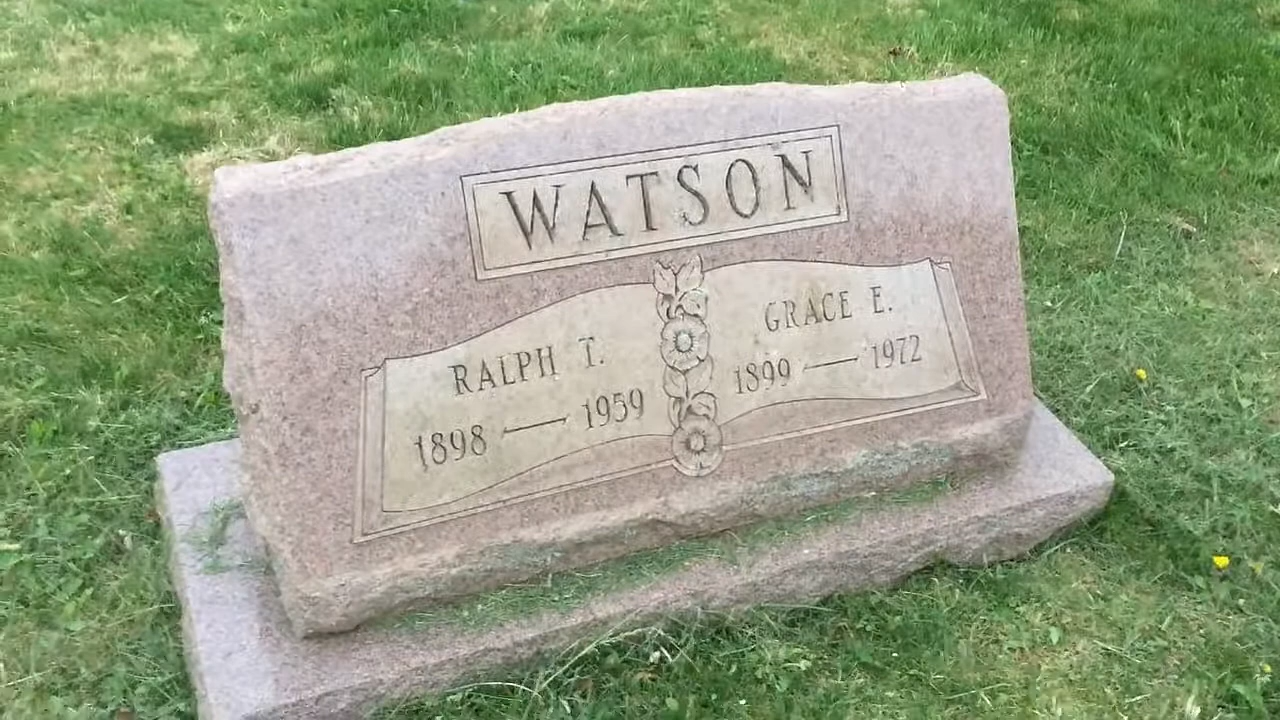 WATSON
RALPH T.
1898 — 1959
GRACE E.
1899 — 1972